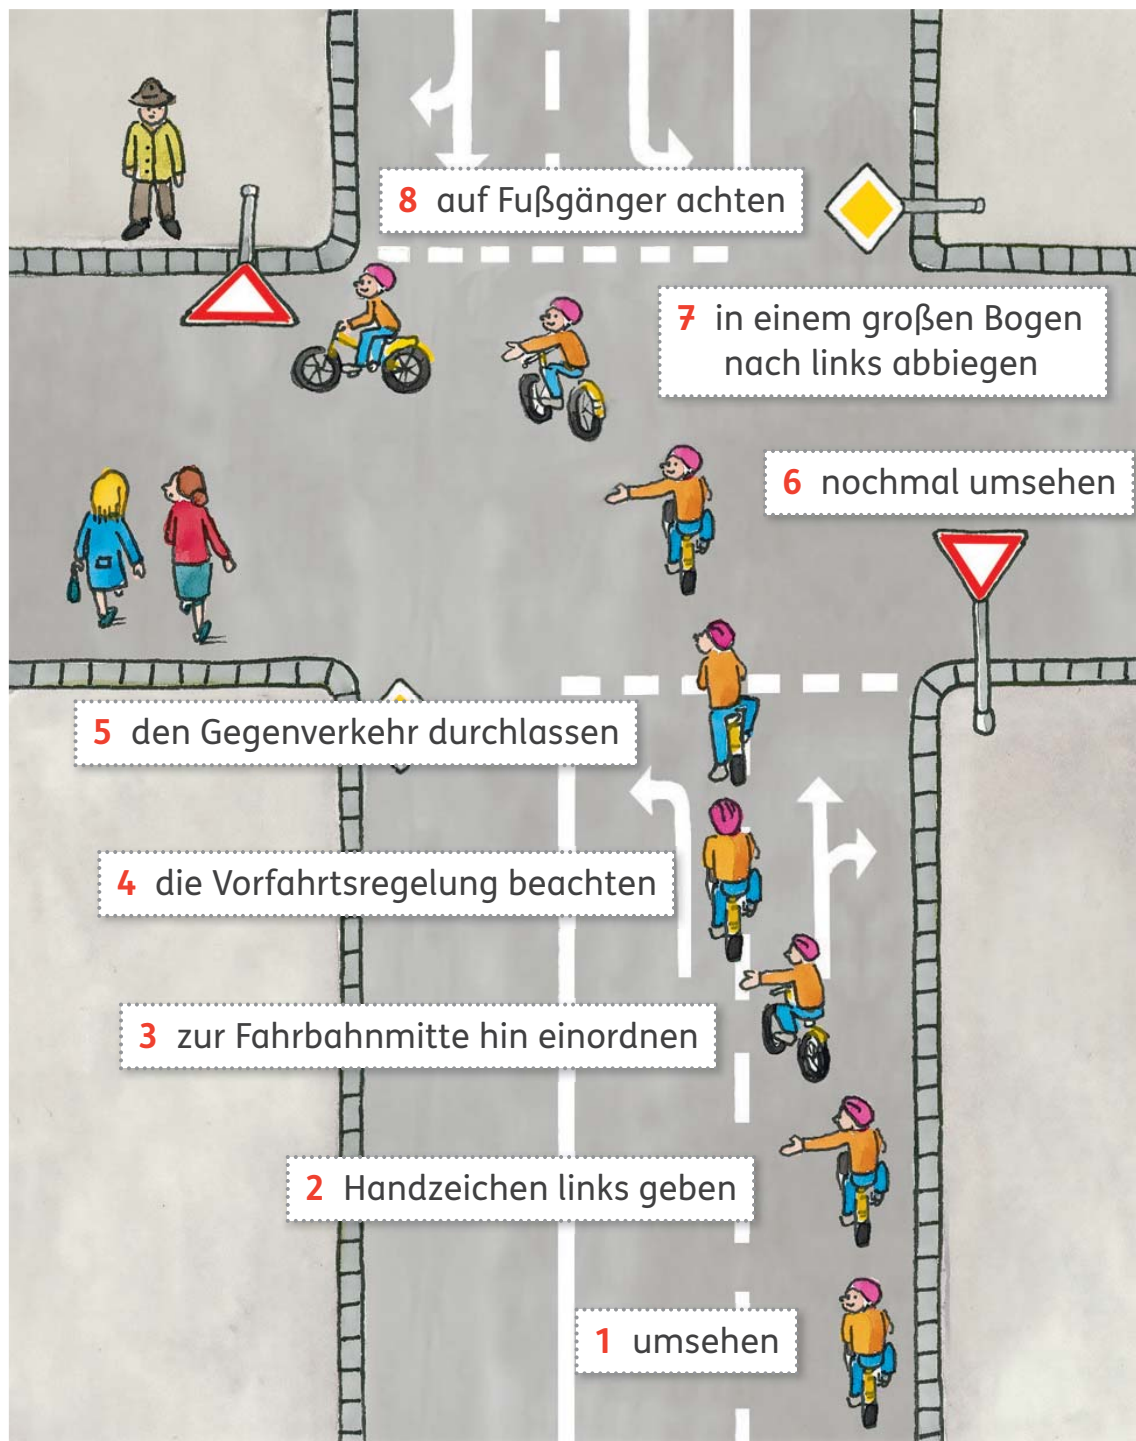 8 auf Fußgänger achten
7 in einem großen Bogen
nach links abbiegen
6 nochmal umsehen
5 den Gegenverkehr durchlassen
4 die Vorfahrtsregelung beachten
3 zur Fahrbahnmitte hin einordnen
2 Handzeichen links geben
1 umsehen